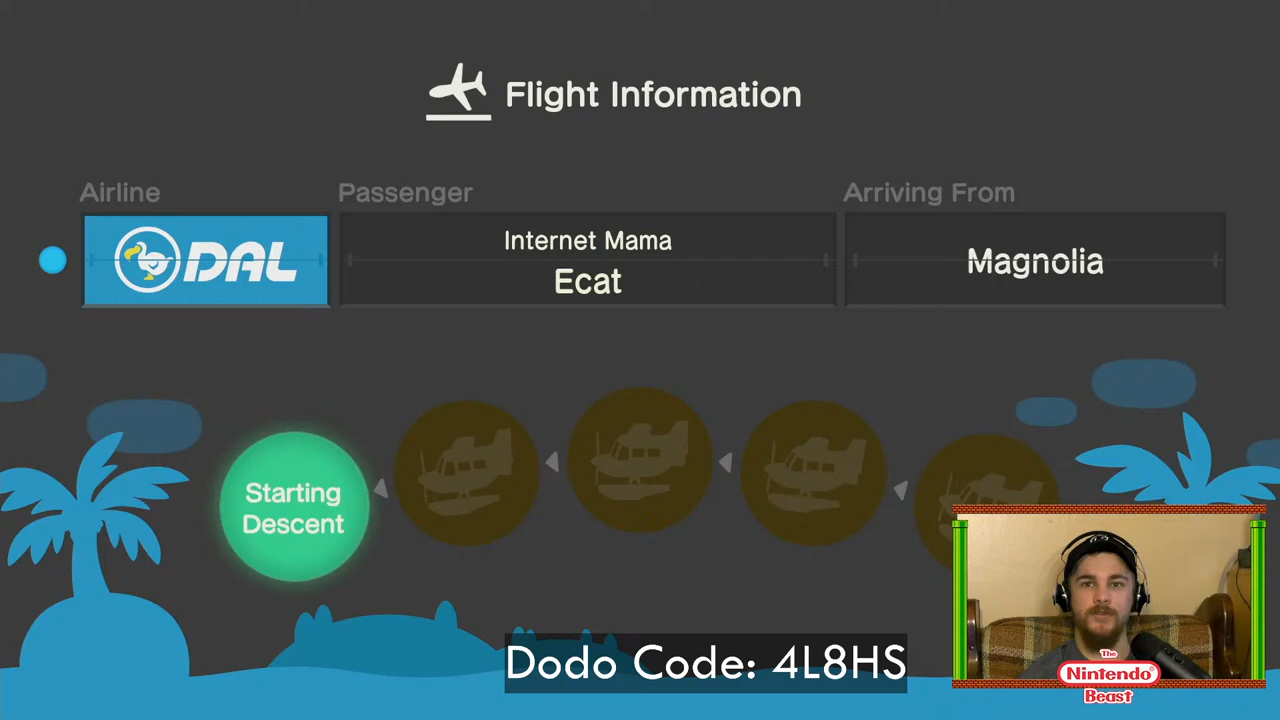 Flight Information
Airline
Passenger
Arriving From
DAL
Internet Mama
Ecat
Magnolia
Starting
Descent
Dodo Code: 4L8HS
The
Nintendo
Beast